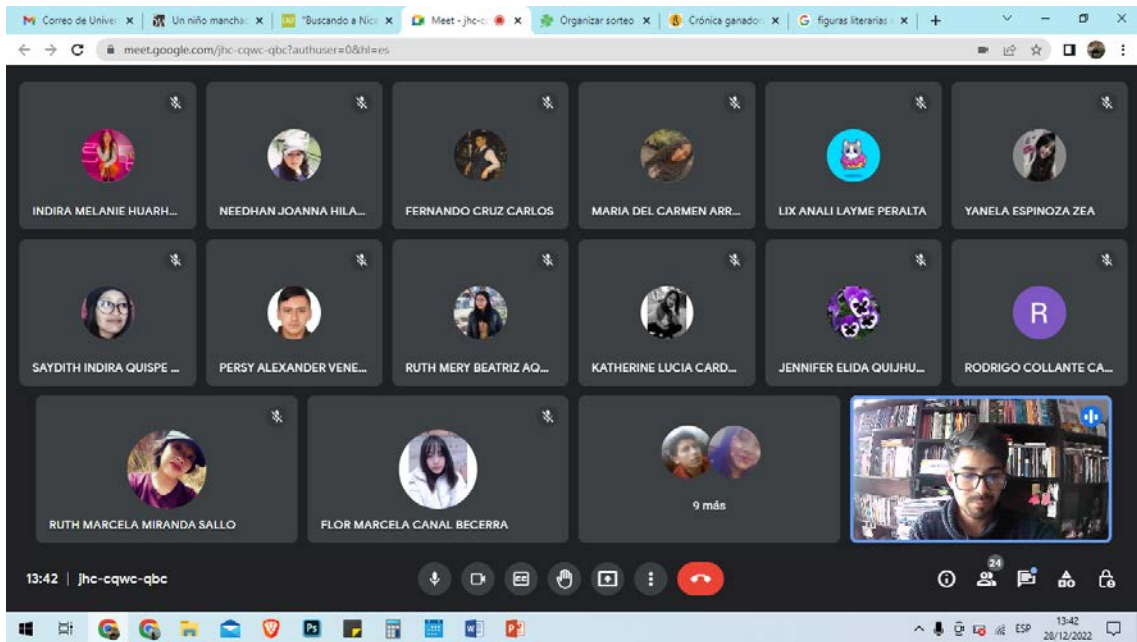 Correo de Univer
Un niño mancha
"Buscando a Nic
Meet - jhc-c
Organizar sorteo
Crónica ganador
figuras literarias
meet.google.com/jhc-cqwc-qbc?authuser=0&hl=es
INDIRA MELANIE HUARH...
NEEDHAN JOANNA HILA...
FERNANDO CRUZ CARLOS
MARIA DEL CARMEN ARR...
LIX ANALI LAYME PERALTA
YANELA ESPINOZA ZEA
R
SAYDITH INDIRA QUISPE ...
PERSY ALEXANDER VENE...
RUTH MERY BEATRIZ AQ...
KATHERINE LUCIA CARD...
JENNIFER ELIDA QUIJHU...
RODRIGO COLLANTE CA...
9 más
RUTH MARCELA MIRANDA SALLO
FLOR MARCELA CANAL BECERRA
13:42 | jhc-cqwc-qbc
24
ESP
13:42
28/12/2022